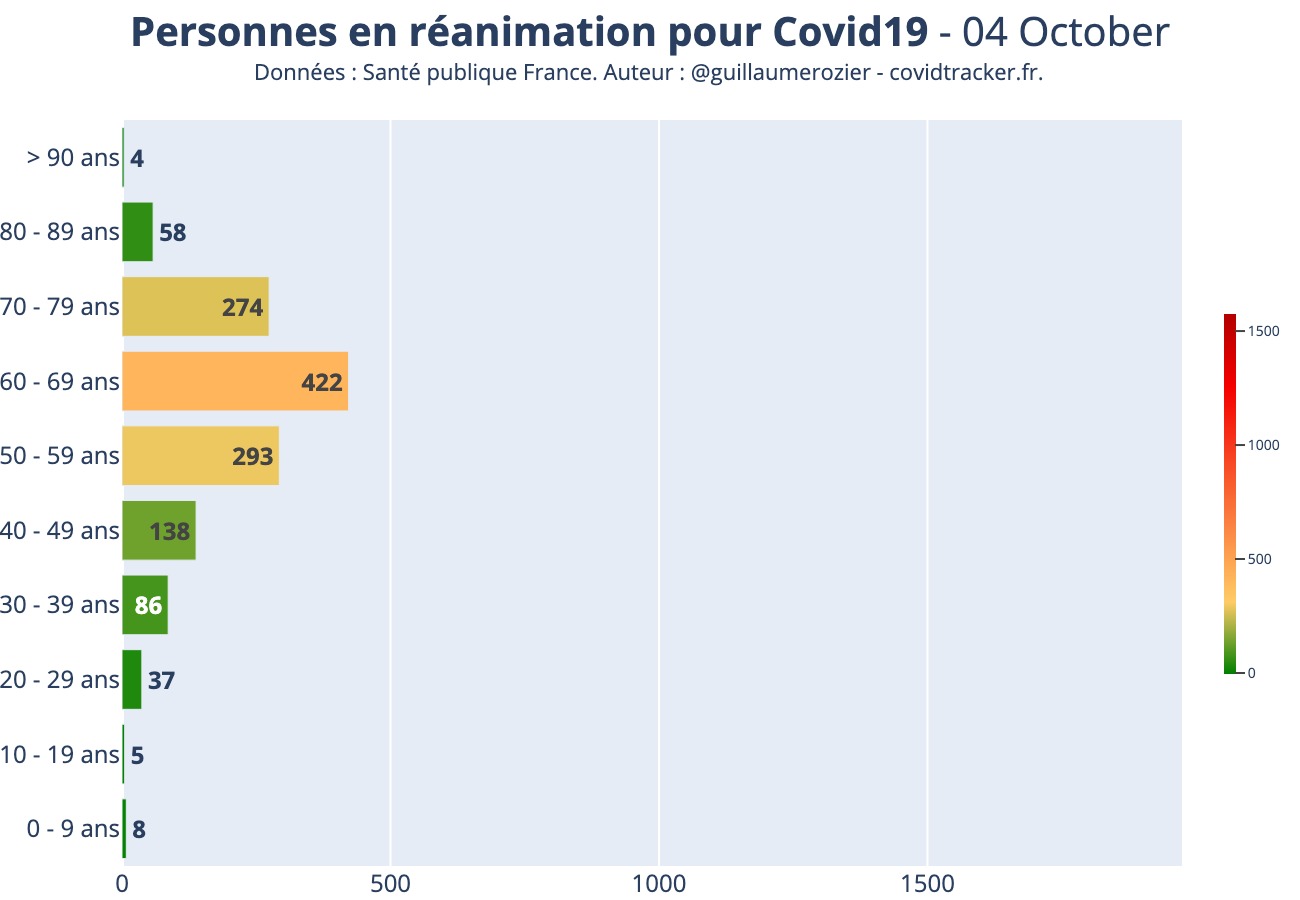 Personnes en réanimation pour Covid19 - 04 October
Données : Santé publique France. Auteur : @guillaumerozier - covidtracker.fr.
> 90 ans 4
80 - 89 ans 58
70 - 79 ans 274
60 - 69 ans 422
50 - 59 ans 293
40 - 49 ans 138
30 - 39 ans 86
20 - 29 ans 37
10 - 19 ans 5
0 - 9 ans 8
0 500 1000 1500
1500
1000
500
0